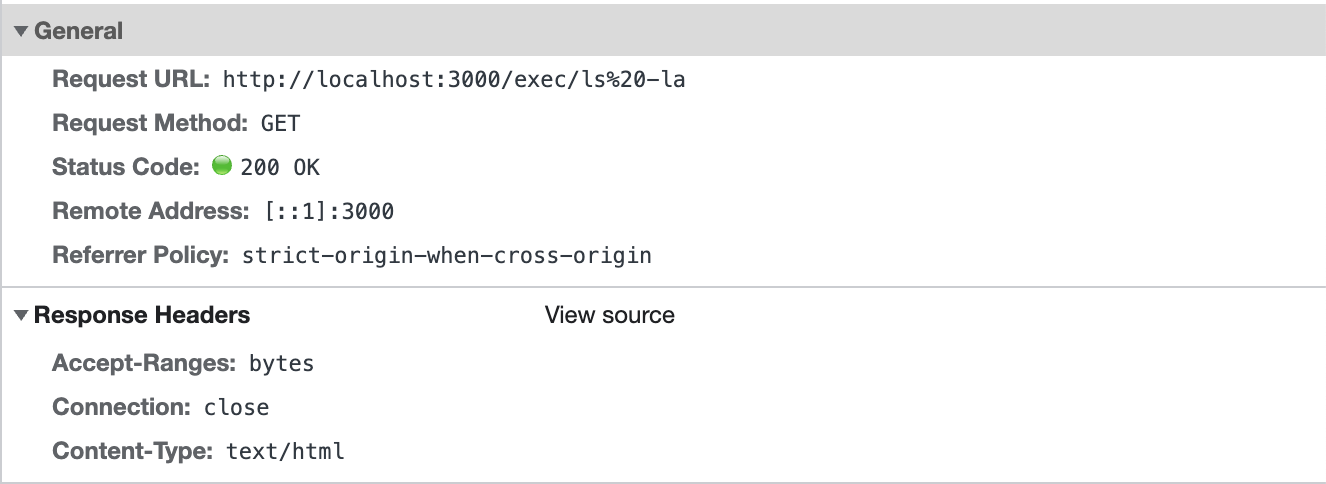 General
Request URL: http://localhost:3000/exec/ls%20-la
Request Method: GET
Status Code: 200 OK
Remote Address: [::1]:3000
Referrer Policy: strict-origin-when-cross-origin
Response Headers View source
Accept-Ranges: bytes
Connection: close
Content-Type: text/html